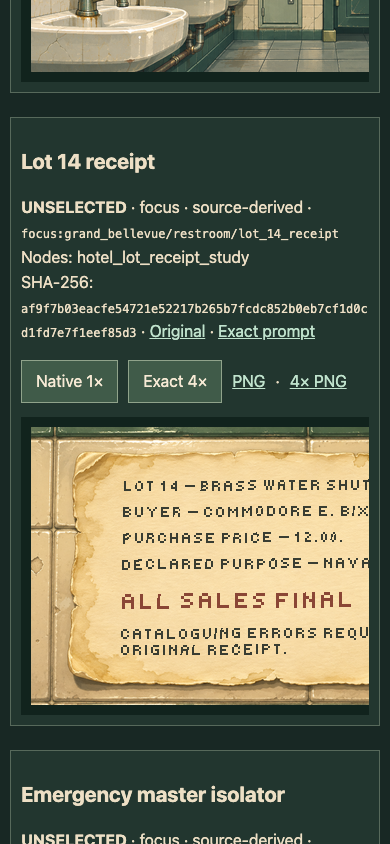 Lot 14 receipt
UNSELECTED · focus · source-derived ·
focus:grand_bellevue/restroom/lot_14_receipt
Nodes: hotel_lot_receipt_study
SHA-256:
af9f7b03eacfe54721e52217b265b7fcdc852b0eb7cf1d0c
d1fd7e7f1eef85d3 · Original · Exact prompt
Native 1× Exact 4× PNG · 4× PNG
LOT 14 – BRASS WATER SHUT
BUYER – COMMODORE E. BIX
PURCHASE PRICE – 12.00.
DECLARED PURPOSE – NAVA
ALL SALES FINAL
CATALOGUING ERRORS REQU
ORIGINAL RECEIPT.
Emergency master isolator
UNSELECTED · focus · source-derived ·